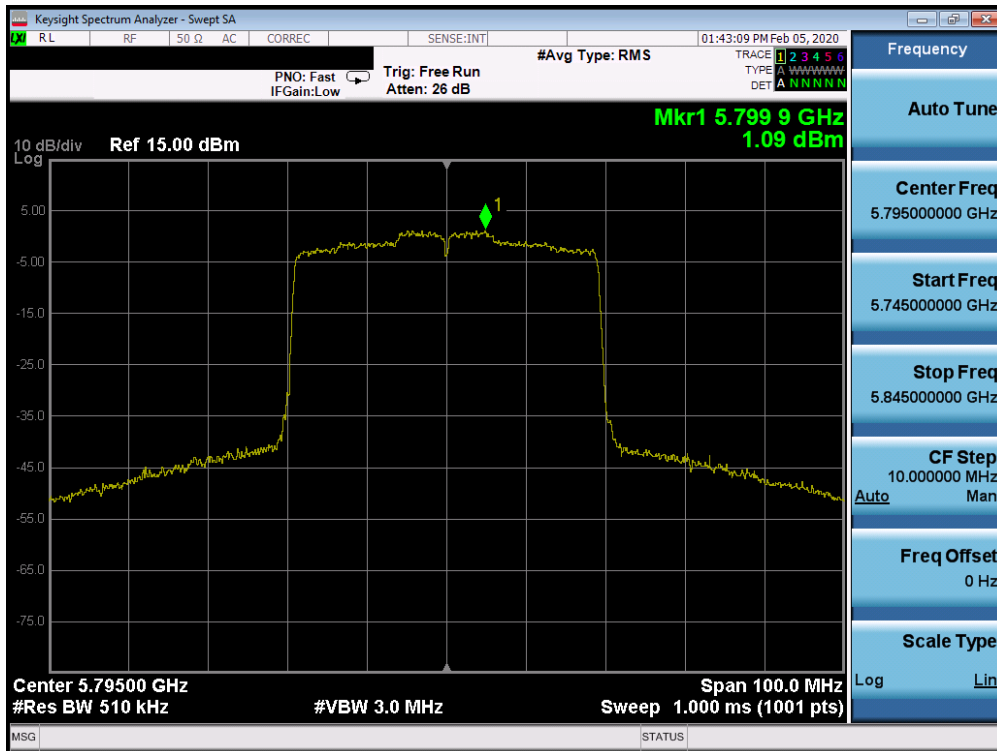 Keysight Spectrum Analyzer - Swept SA
LXI RL RF 50 Ω AC CORREC SENSE:INT 01:43:09 PM Feb 05, 2020
#Avg Type: RMS TRACE 1 2 3 4 5 6
PNO: Fast Trig: Free Run TYPE A WWWWW
IFGain:Low Atten: 26 dB DET A N N N N N
Mkr1 5.799 9 GHz
1.09 dBm
10 dB/div Ref 15.00 dBm
Log
1
5.00
-5.00
-15.0
-25.0
-35.0
-45.0
-55.0
-65.0
-75.0
Center 5.79500 GHz Span 100.0 MHz
#Res BW 510 kHz #VBW 3.0 MHz Sweep 1.000 ms (1001 pts)
MSG STATUS
Frequency
Auto Tune
Center Freq
5.795000000 GHz
Start Freq
5.745000000 GHz
Stop Freq
5.845000000 GHz
CF Step
10.000000 MHz
Auto Man
Freq Offset
0 Hz
Scale Type
Log Lin